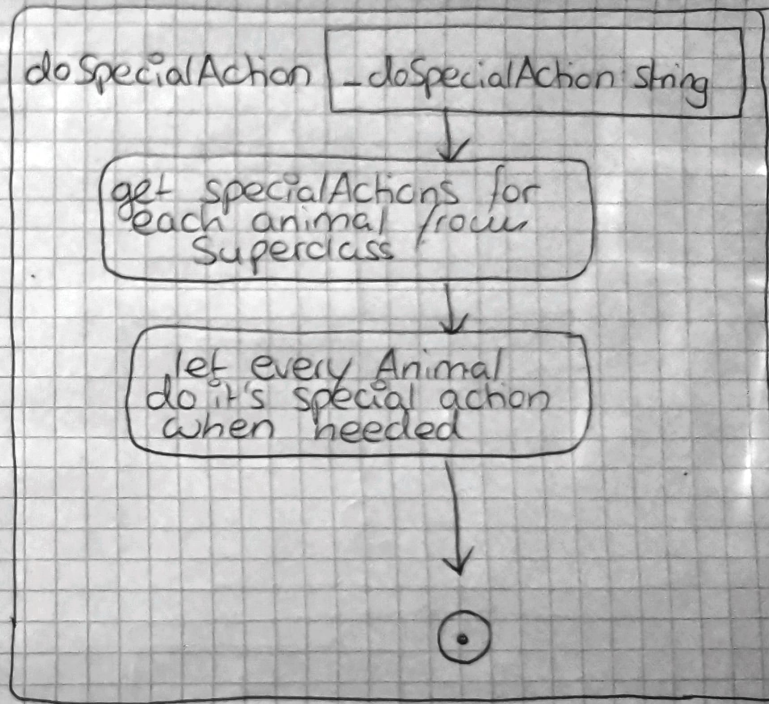 doSpecialAction _doSpecialAction string
get specialActions for
each animal from
Superclass
let every Animal
do it's special action
when needed